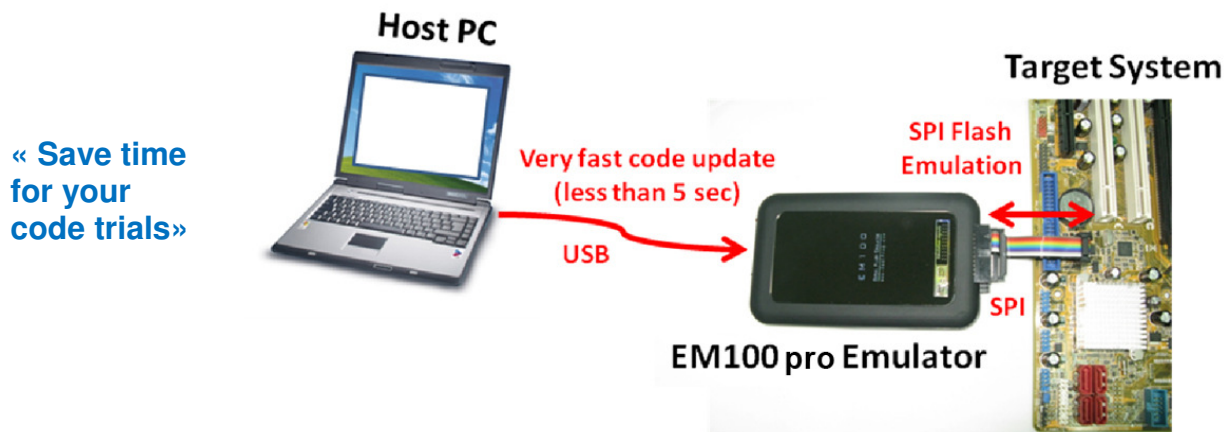 Host PC
Target System
« Save time
for your
code trials»
Very fast code update
(less than 5 sec)
USB
SPI Flash
Emulation
EM100
SPI
EM100 pro Emulator